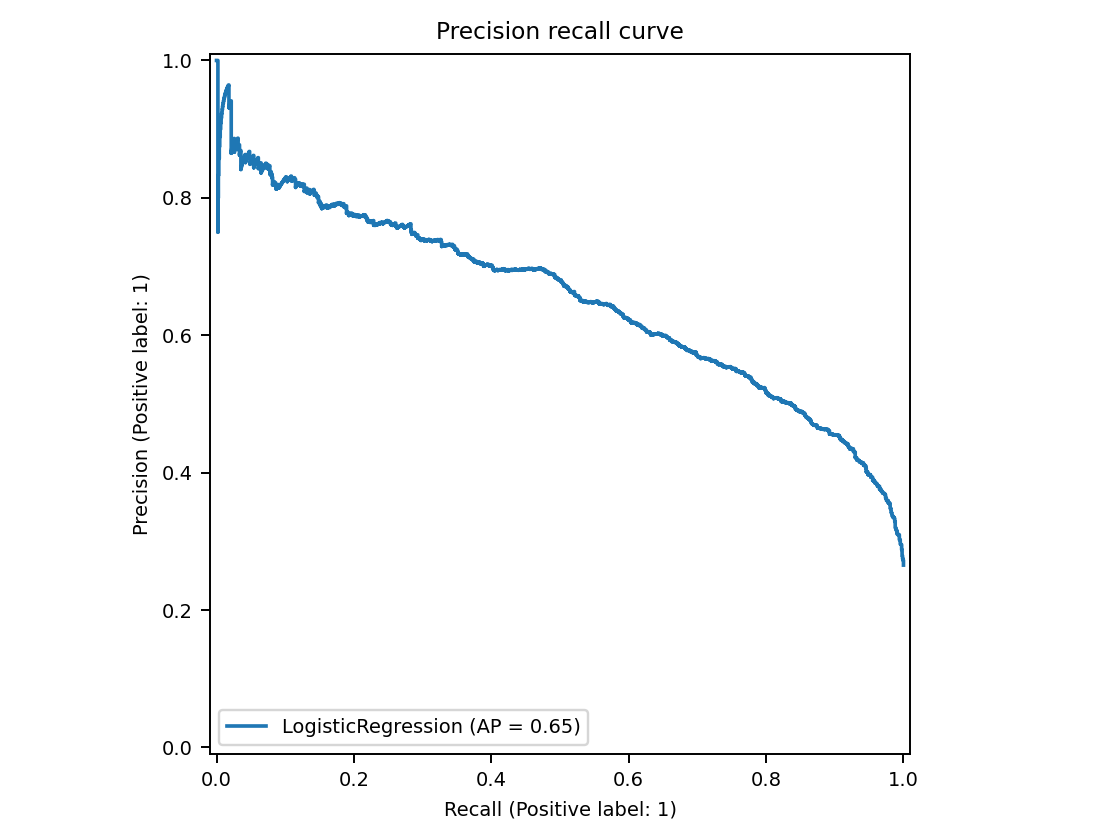 Precision recall curve
1.0
0.8
0.6
0.4
0.2
0.0
Precision (Positive label: 1)
LogisticRegression (AP = 0.65)
0.0 0.2 0.4 0.6 0.8 1.0
Recall (Positive label: 1)